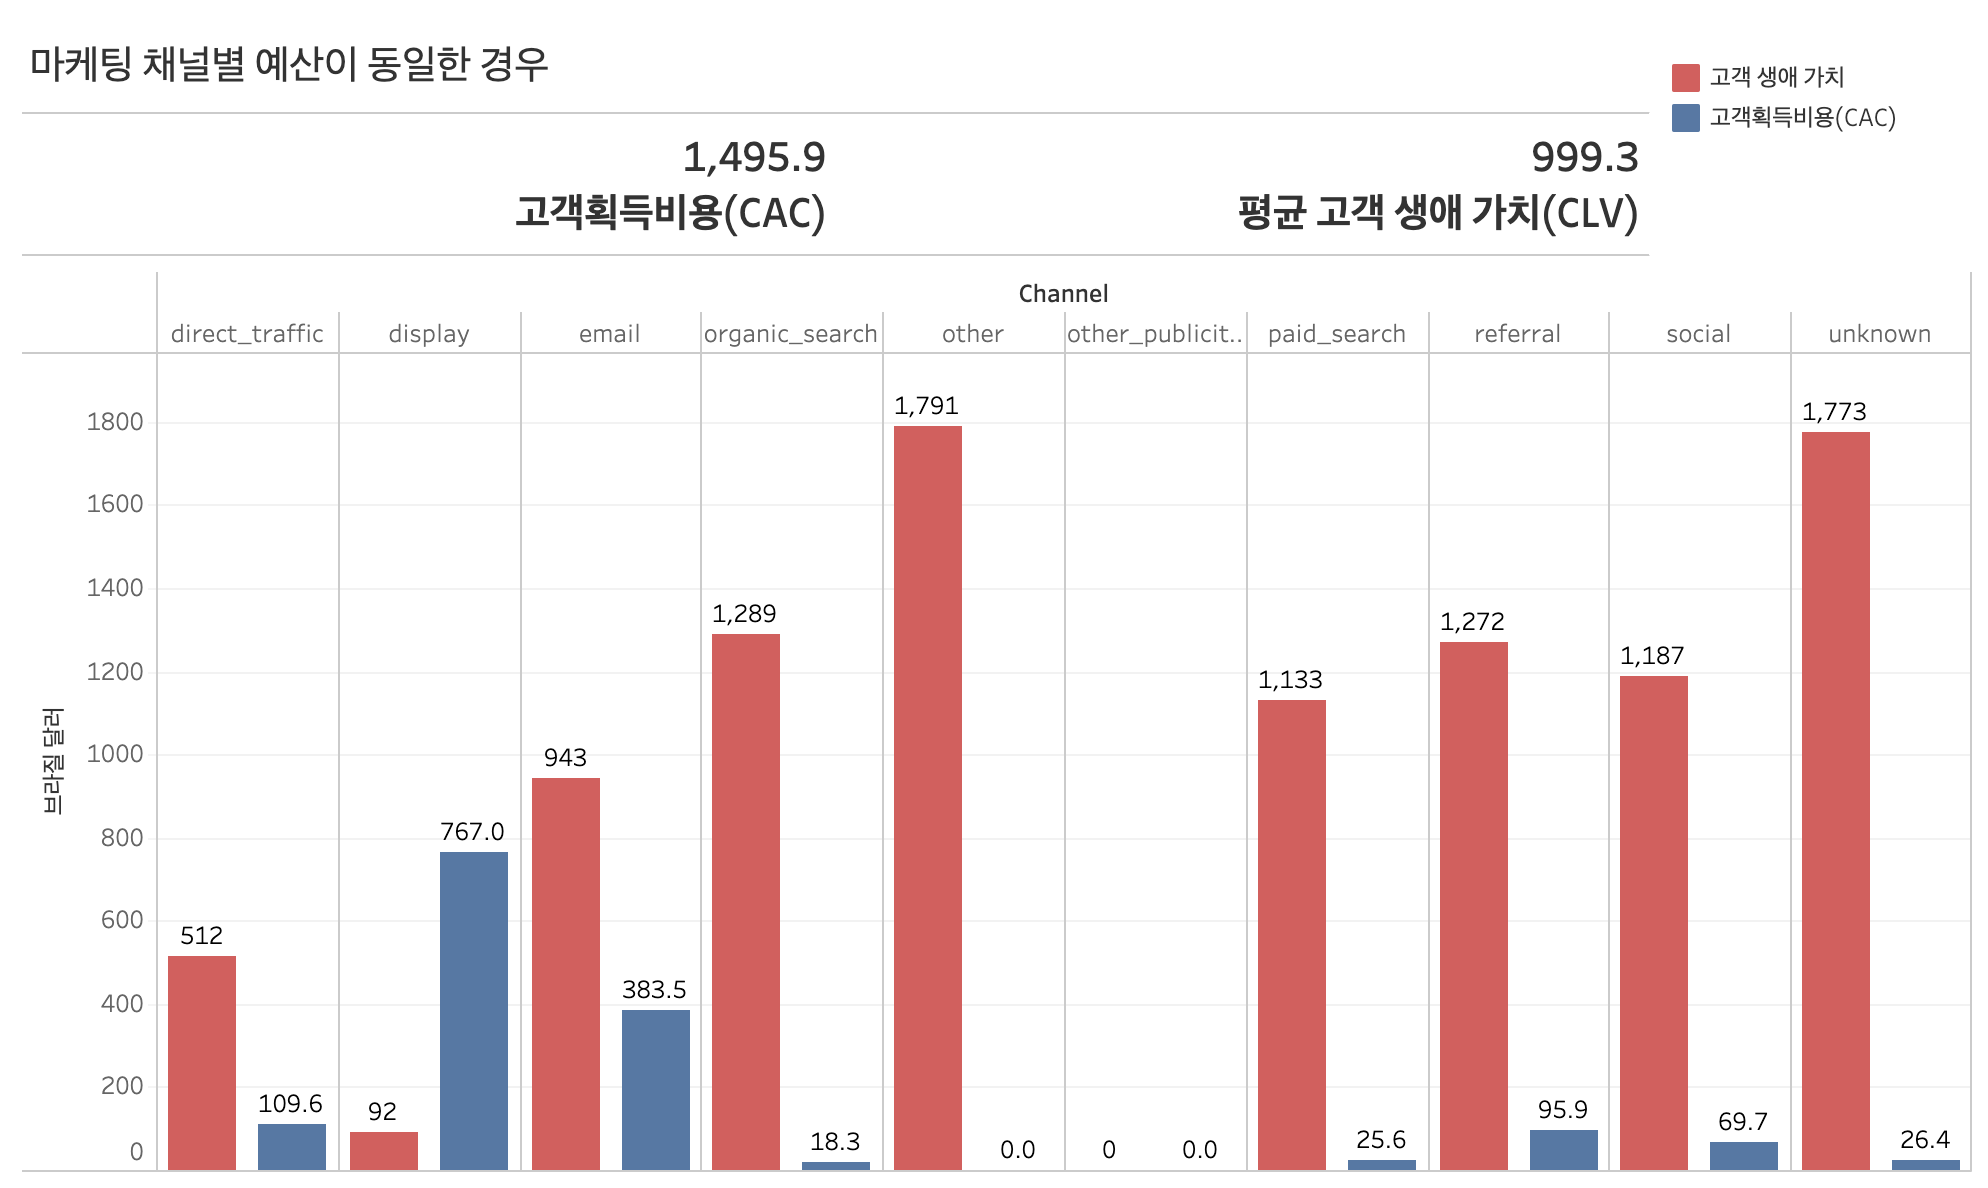 마케팅 채널별 예산이 동일한 경우
고객 생애 가치
고객획득비용(CAC)
1,495.9
고객획득비용(CAC)
999.3
평균 고객 생애 가치(CLV)
Channel
direct_traffic display email organic_search other other_publicit.. paid_search referral social unknown
브라질 달러
1800
1600
1400
1200
1000
800
600
400
200
0
512 109.6
92 767.0
943 383.5
1,289 18.3
1,791 0.0
0 0.0
1,133 25.6
1,272 95.9
1,187 69.7
1,773 26.4